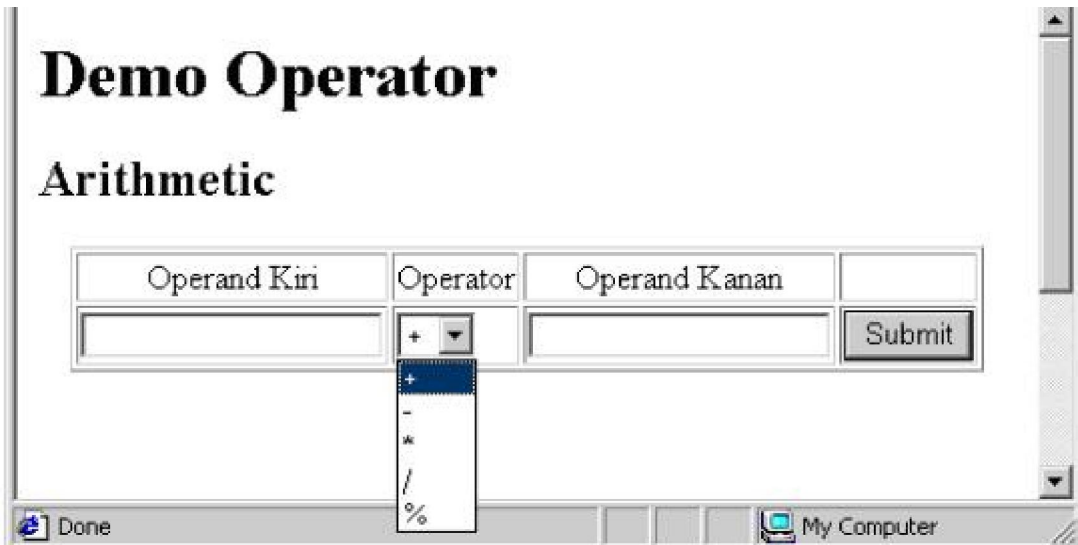 Demo Operator
Arithmetic
Operand Kiri Operator Operand Kanan
+ Submit
+
-
*
/
%
Done My Computer